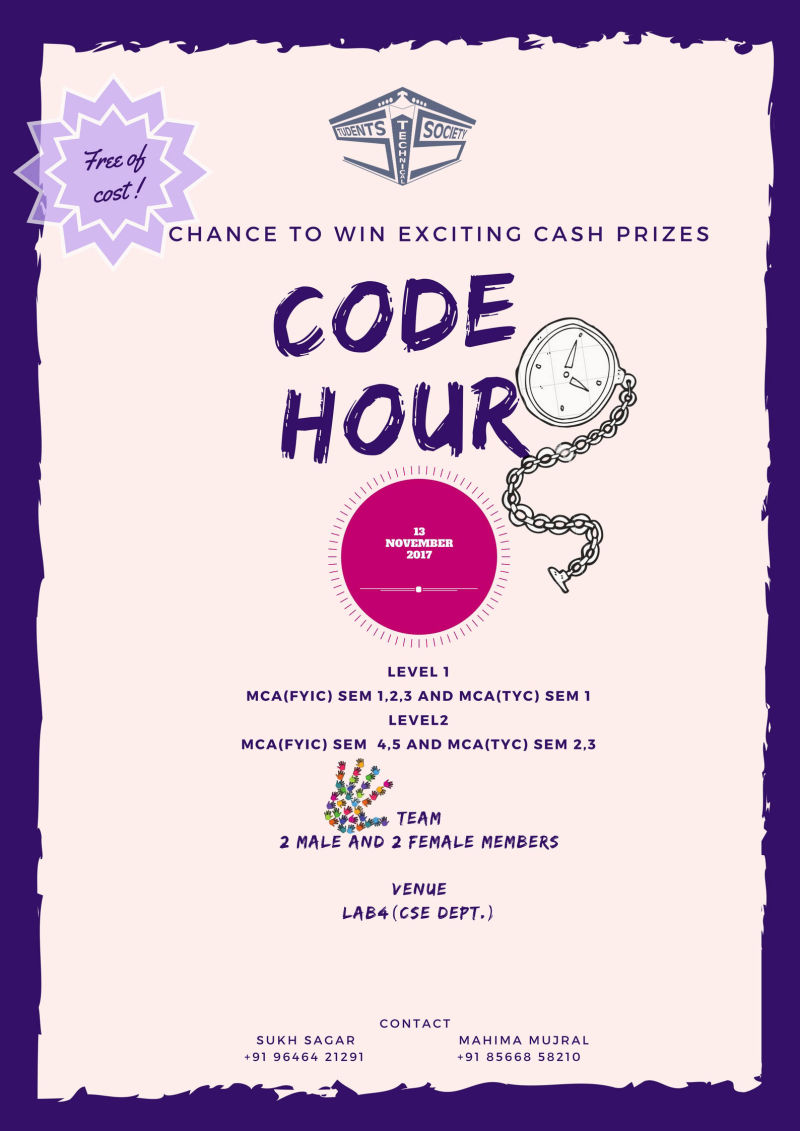 Free of
cost!
TUDENTS
TECHNICAL
SOCIETY
CHANCE TO WIN EXCITING CASH PRIZES
CODE
HOUR
13
NOVEMBER
2017
LEVEL 1
MCA(FYIC) SEM 1,2,3 AND MCA(TYC) SEM 1
LEVEL2
MCA(FYIC) SEM 4,5 AND MCA(TYC) SEM 2,3
TEAM
2 MALE AND 2 FEMALE MEMBERS
VENUE
LAB4(CSE DEPT.)
CONTACT
SUKH SAGAR MAHIMA MUJRAL
+91 96464 21291 +91 85668 58210